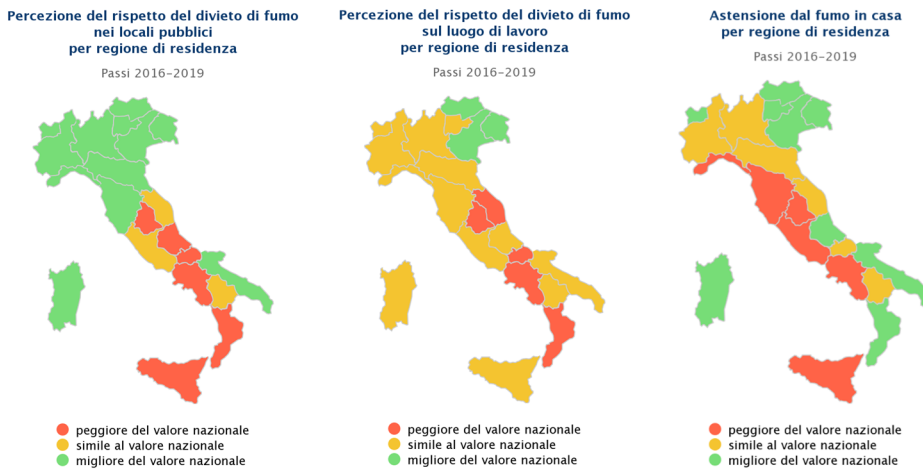 Percezione del rispetto del divieto di fumo
nei locali pubblici
per regione di residenza
Passi 2016-2019
peggiore del valore nazionale
simile al valore nazionale
migliore del valore nazionale
Percezione del rispetto del divieto di fumo
sul luogo di lavoro
per regione di residenza
Passi 2016-2019
peggiore del valore nazionale
simile al valore nazionale
migliore del valore nazionale
Astensione dal fumo in casa
per regione di residenza
Passi 2016-2019
peggiore del valore nazionale
simile al valore nazionale
migliore del valore nazionale